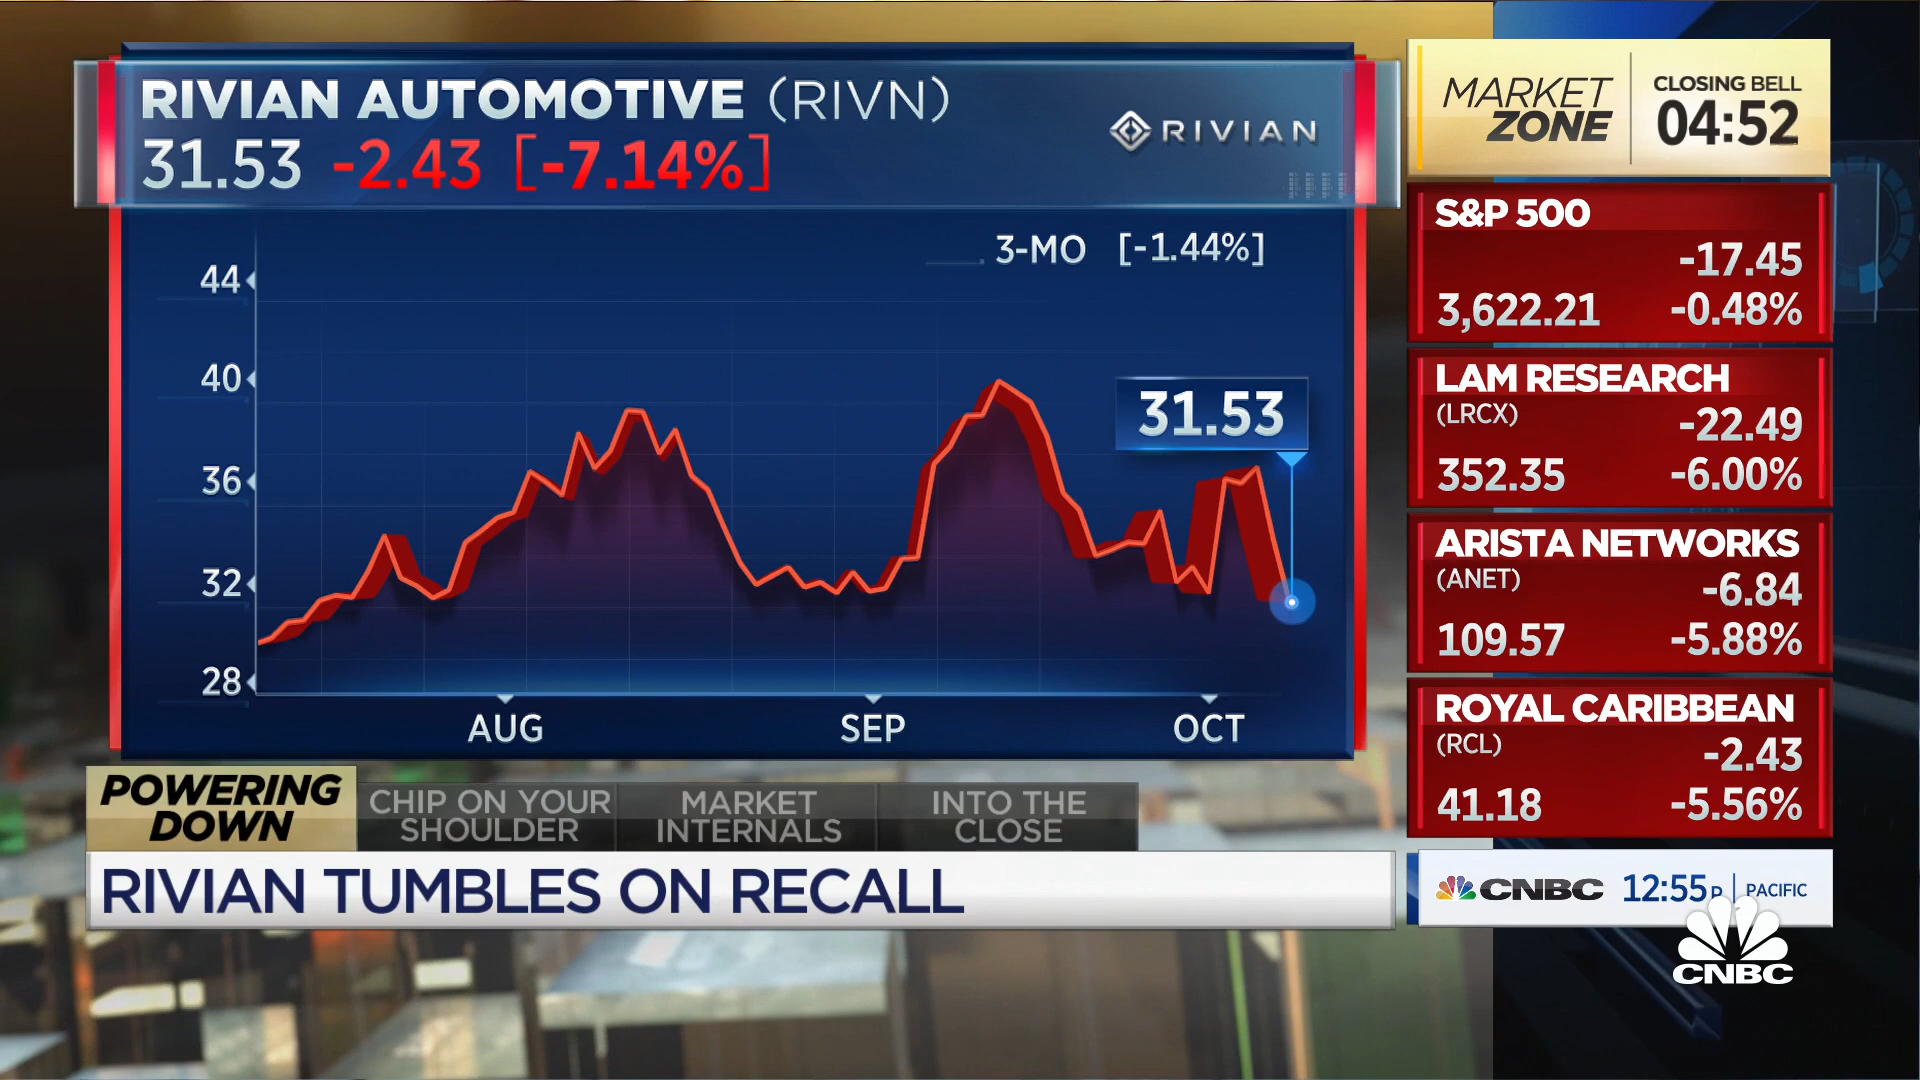 RIVIAN AUTOMOTIVE (RIVN)
31.53 -2.43 [-7.14%]
RIVIAN
3-MO [-1.44%]
44
40
36
32
28
31.53
AUG SEP OCT
POWERING
DOWN
CHIP ON YOUR
SHOULDER
MARKET
INTERNALS
INTO THE
CLOSE
RIVIAN TUMBLES ON RECALL
MARKET
ZONE
CLOSING BELL
04:52
S&P 500
-17.45
3,622.21 -0.48%
LAM RESEARCH
(LRCX) -22.49
352.35 -6.00%
ARISTA NETWORKS
(ANET) -6.84
109.57 -5.88%
ROYAL CARIBBEAN
(RCL) -2.43
41.18 -5.56%
CNBC 12:55P PACIFIC
CNBC